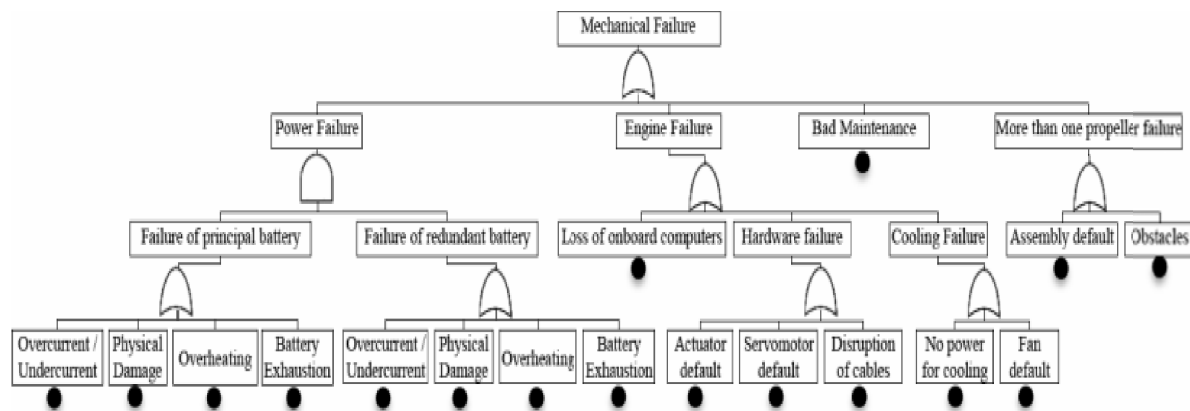 Mechanical Failure
Power Failure
Engine Failure
Bad Maintenance
More than one propeller failure
Failure of principal battery
Failure of redundant battery
Loss of onboard computers
Hardware failure
Cooling Failure
Assembly default
Obstacles
Overcurrent /
Undercurrent
Physical
Damage
Overheating
Battery
Exhaustion
Overcurrent /
Undercurrent
Physical
Damage
Overheating
Battery
Exhaustion
Actuator
default
Servomotor
default
Disruption
of cables
No power
for cooling
Fan
default